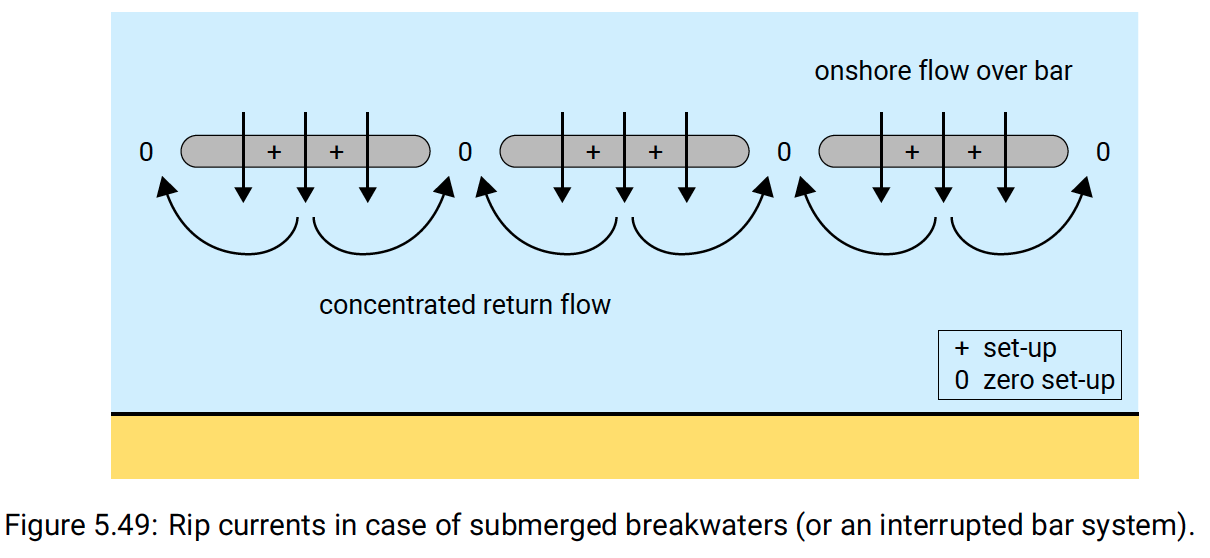 onshore flow over bar
0 + + 0 + + 0 + + 0
concentrated return flow
+ set-up
0 zero set-up
Figure 5.49: Rip currents in case of submerged breakwaters (or an interrupted bar system).